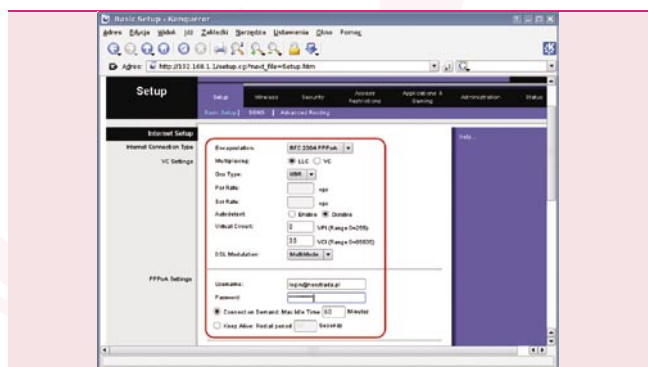 Basic Setup - Konqueror
Adres Edycja Widok Idź Zakładki Narzędzia Ustawienia Okno Pomoc
Adres: http://192.168.1.1/setup.cgi?next_file=Setup.htm
Setup
Setup Wireless Security Access Restrictions Applications & Gaming Administration Status
Basic Setup | DDNS | Advanced Routing
Internet Setup
Internet Connection Type
Help...
Encapsulation: RFC 2364 PPPoA
VC Settings
Multiplexing: LLC VC
Qos Type: UBR
Pcr Rate: cps
Scr Rate: cps
Autodetect: Enable Disable
Virtual Circuit: 0 VPI (Range 0~255)
35 VCI (Range 0~65535)
DSL Modulation: MultiMode
PPPoA Settings
Username: login@neostrada.pl
Password:
Connect on Demand: Max Idle Time 60 Minutes
Keep Alive: Redial period Seconds